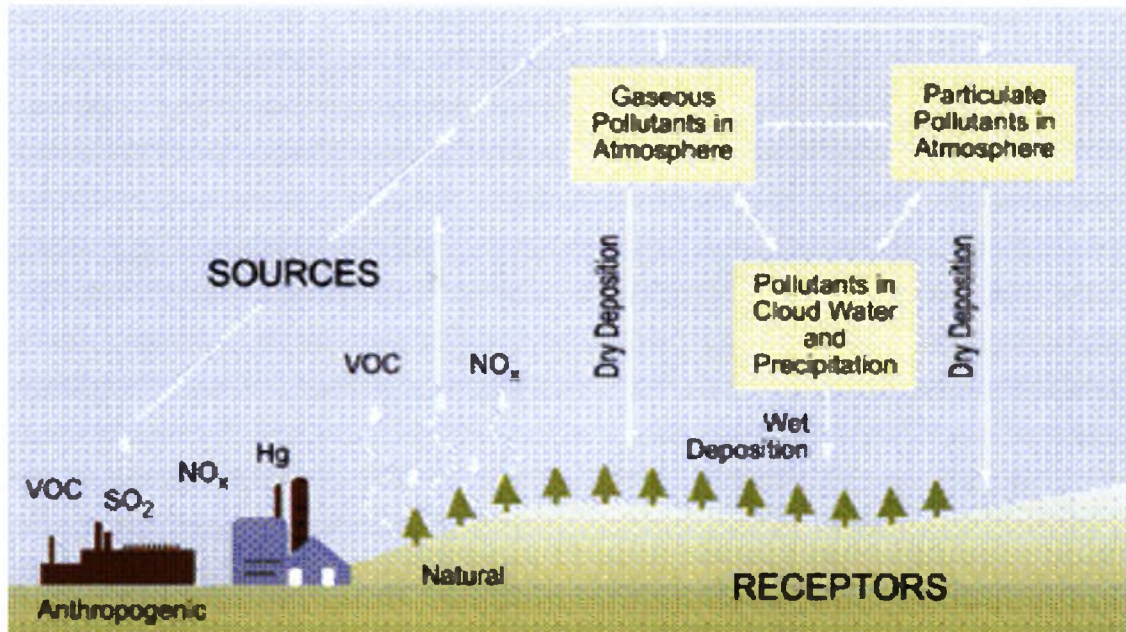 Gaseous
Pollutants in
Atmosphere
Particulate
Pollutants in
Atmosphere
SOURCES
Dry Deposition
Pollutants in
Cloud Water
and
Precipitation
Dry Deposition
VOC
NOₓ
Wet
Deposition
Hg
NOₓ
VOC
SO₂
Natural
RECEPTORS
Anthropogenic